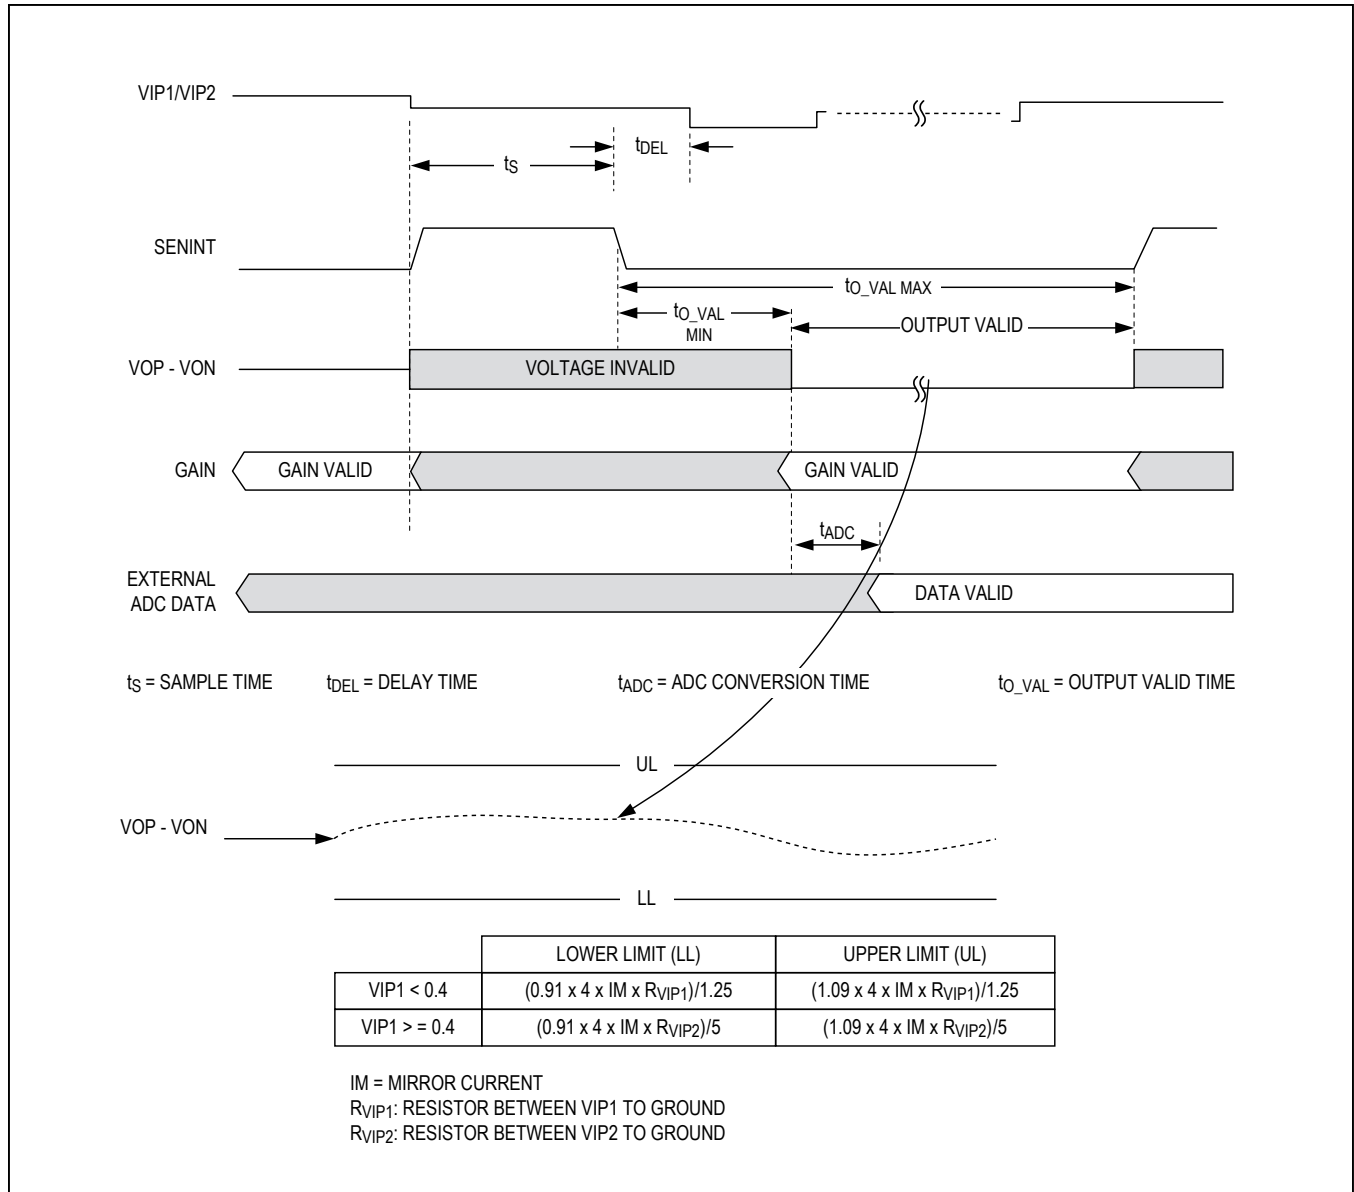 VIP1/VIP2
tDEL
tS
SENINT
tO_VAL MAX
tO_VAL
MIN
OUTPUT VALID
VOP - VON
VOLTAGE INVALID
GAIN
GAIN VALID
GAIN VALID
tADC
EXTERNAL
ADC DATA
DATA VALID
tS = SAMPLE TIME
tDEL = DELAY TIME
tADC = ADC CONVERSION TIME
tO_VAL = OUTPUT VALID TIME
UL
VOP - VON
LL
LOWER LIMIT (LL)
UPPER LIMIT (UL)
VIP1 < 0.4
(0.91 x 4 x IM x RVIP1)/1.25
(1.09 x 4 x IM x RVIP1)/1.25
VIP1 > = 0.4
(0.91 x 4 x IM x RVIP2)/5
(1.09 x 4 x IM x RVIP2)/5
IM = MIRROR CURRENT
RVIP1: RESISTOR BETWEEN VIP1 TO GROUND
RVIP2: RESISTOR BETWEEN VIP2 TO GROUND